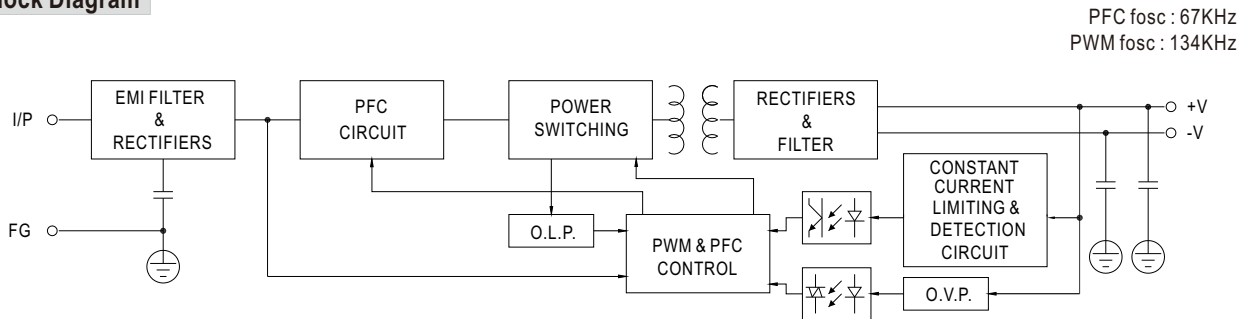 Block Diagram
PFC fosc : 67KHz
PWM fosc : 134KHz
I/P
EMI FILTER
&
RECTIFIERS
PFC
CIRCUIT
POWER
SWITCHING
RECTIFIERS
&
FILTER
+V
-V
FG
O.L.P.
PWM & PFC
CONTROL
CONSTANT
CURRENT
LIMITING &
DETECTION
CIRCUIT
O.V.P.